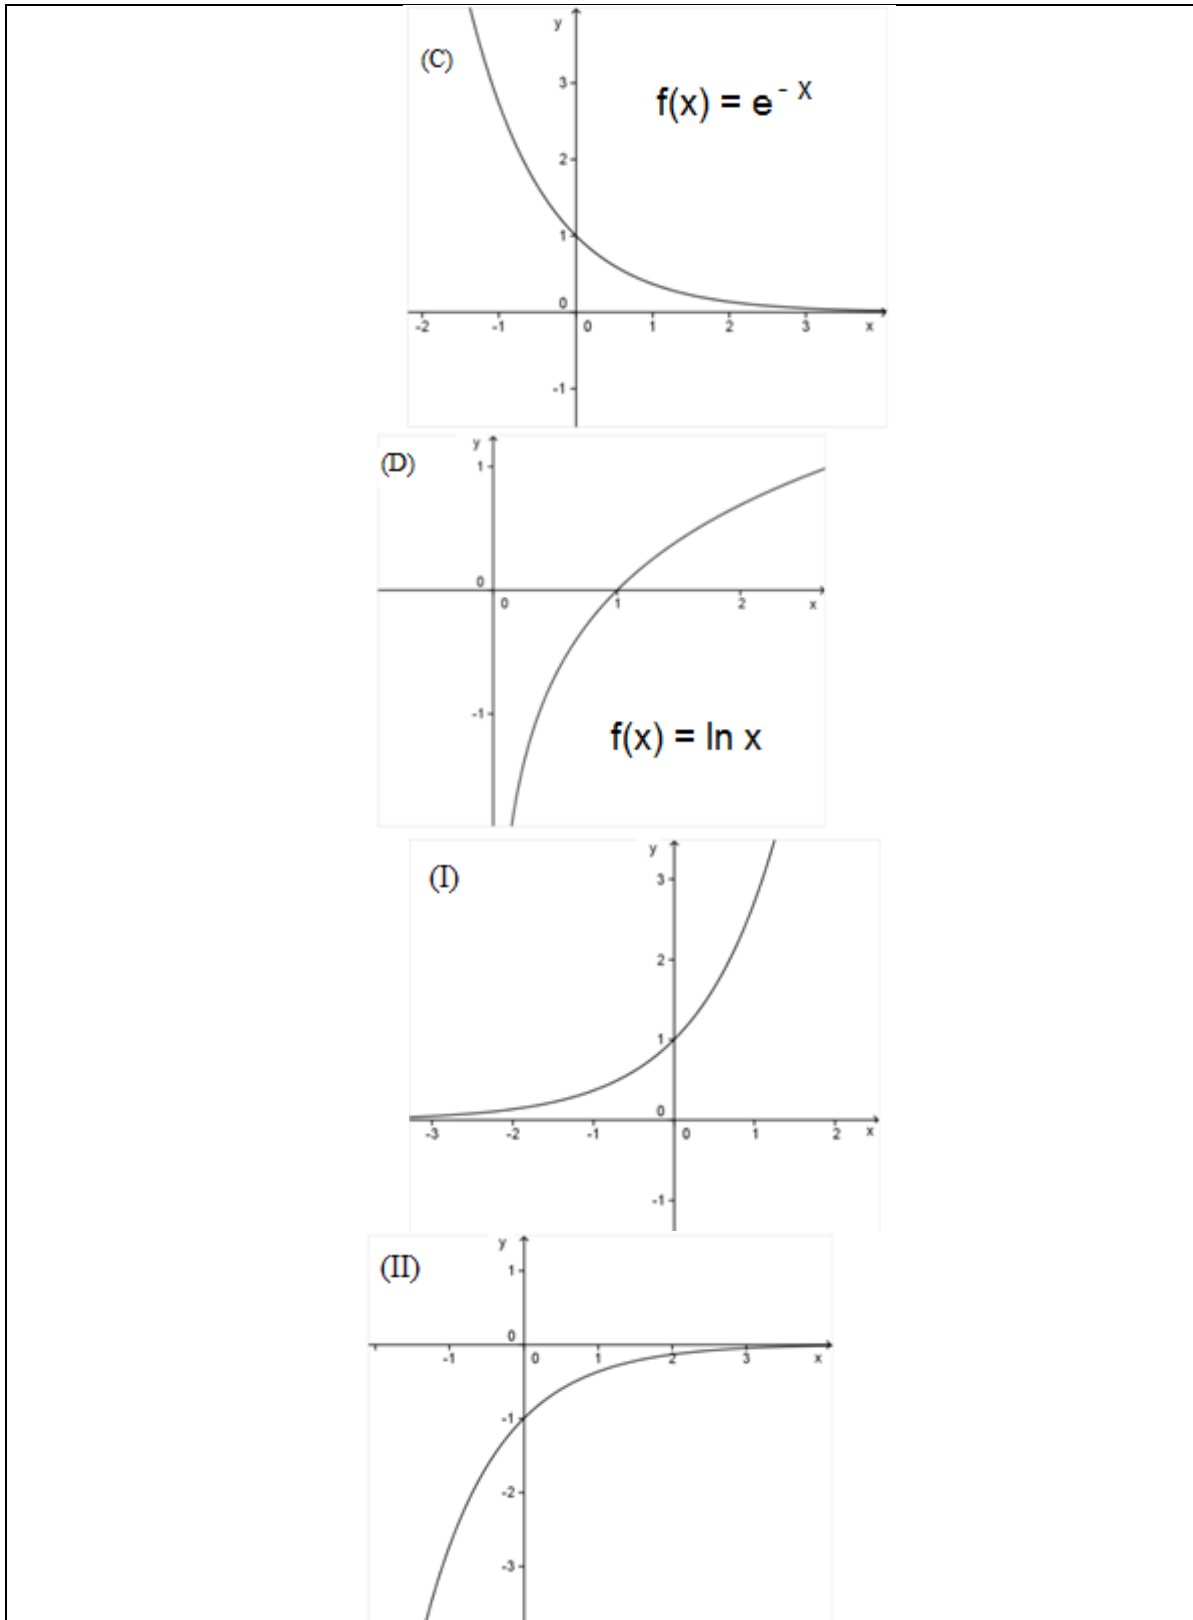 y
(C)
3
f(x) = e^- x
2
1
0
-2 -1 0 1 2 3 x
-1
y
(D)
1
0
0 1 2 x
-1
f(x) = ln x
y
(I)
3
2
1
0
-3 -2 -1 0 1 2 x
-1
y
(II)
1
0
-1 0 1 2 3 x
-1
-2
-3